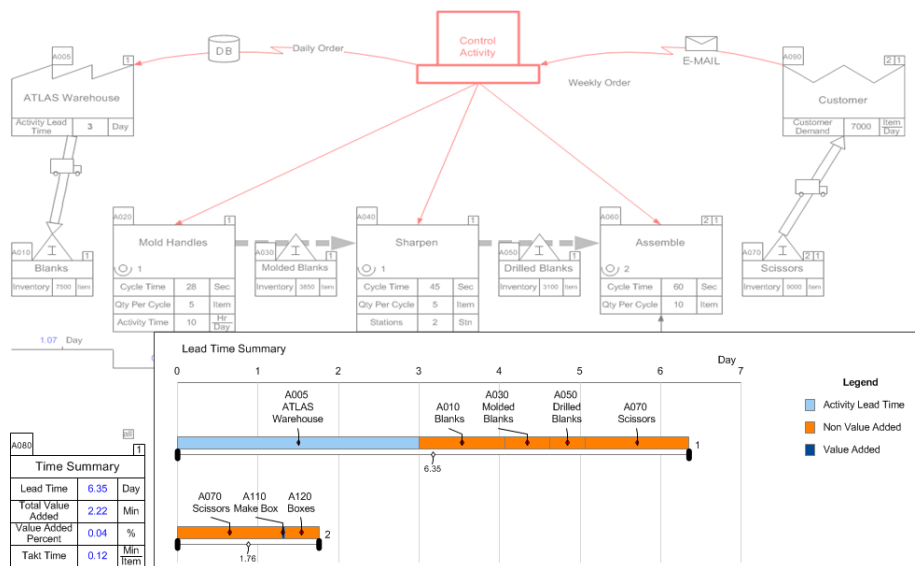 A005
1
ATLAS Warehouse
Activity Lead Time 3 Day
DB
Daily Order
Control Activity
E-MAIL
Weekly Order
A090
2 1
Customer
Customer Demand 7000 Item Day
A010
I
1
Blanks
Inventory 7500 Item
A020
1
Mold Handles
1
Cycle Time 28 Sec
Qty Per Cycle 5 Item
Activity Time 10 Hr Day
A030
I
1
Molded Blanks
Inventory 3850 Item
A040
1
Sharpen
1
Cycle Time 45 Sec
Qty Per Cycle 5 Item
Stations 2 Stn
A050
I
1
Drilled Blanks
Inventory 3100 Item
A060
2 1
Assemble
2
Cycle Time 60 Sec
Qty Per Cycle 10 Item
A070
I
2 1
Scissors
Inventory 9000 Item
1.07 Day
Lead Time Summary
Day
0 1 2 3 4 5 6 7
A005 ATLAS Warehouse
A010 Blanks
A030 Molded Blanks
A050 Drilled Blanks
A070 Scissors
1
6.35
A070 Scissors
A110 Make Box
A120 Boxes
2
1.76
Legend
Activity Lead Time
Non Value Added
Value Added
A080
all
1
Time Summary
Lead Time 6.35 Day
Total Value Added 2.22 Min
Value Added Percent 0.04 %
Takt Time 0.12 Min Item